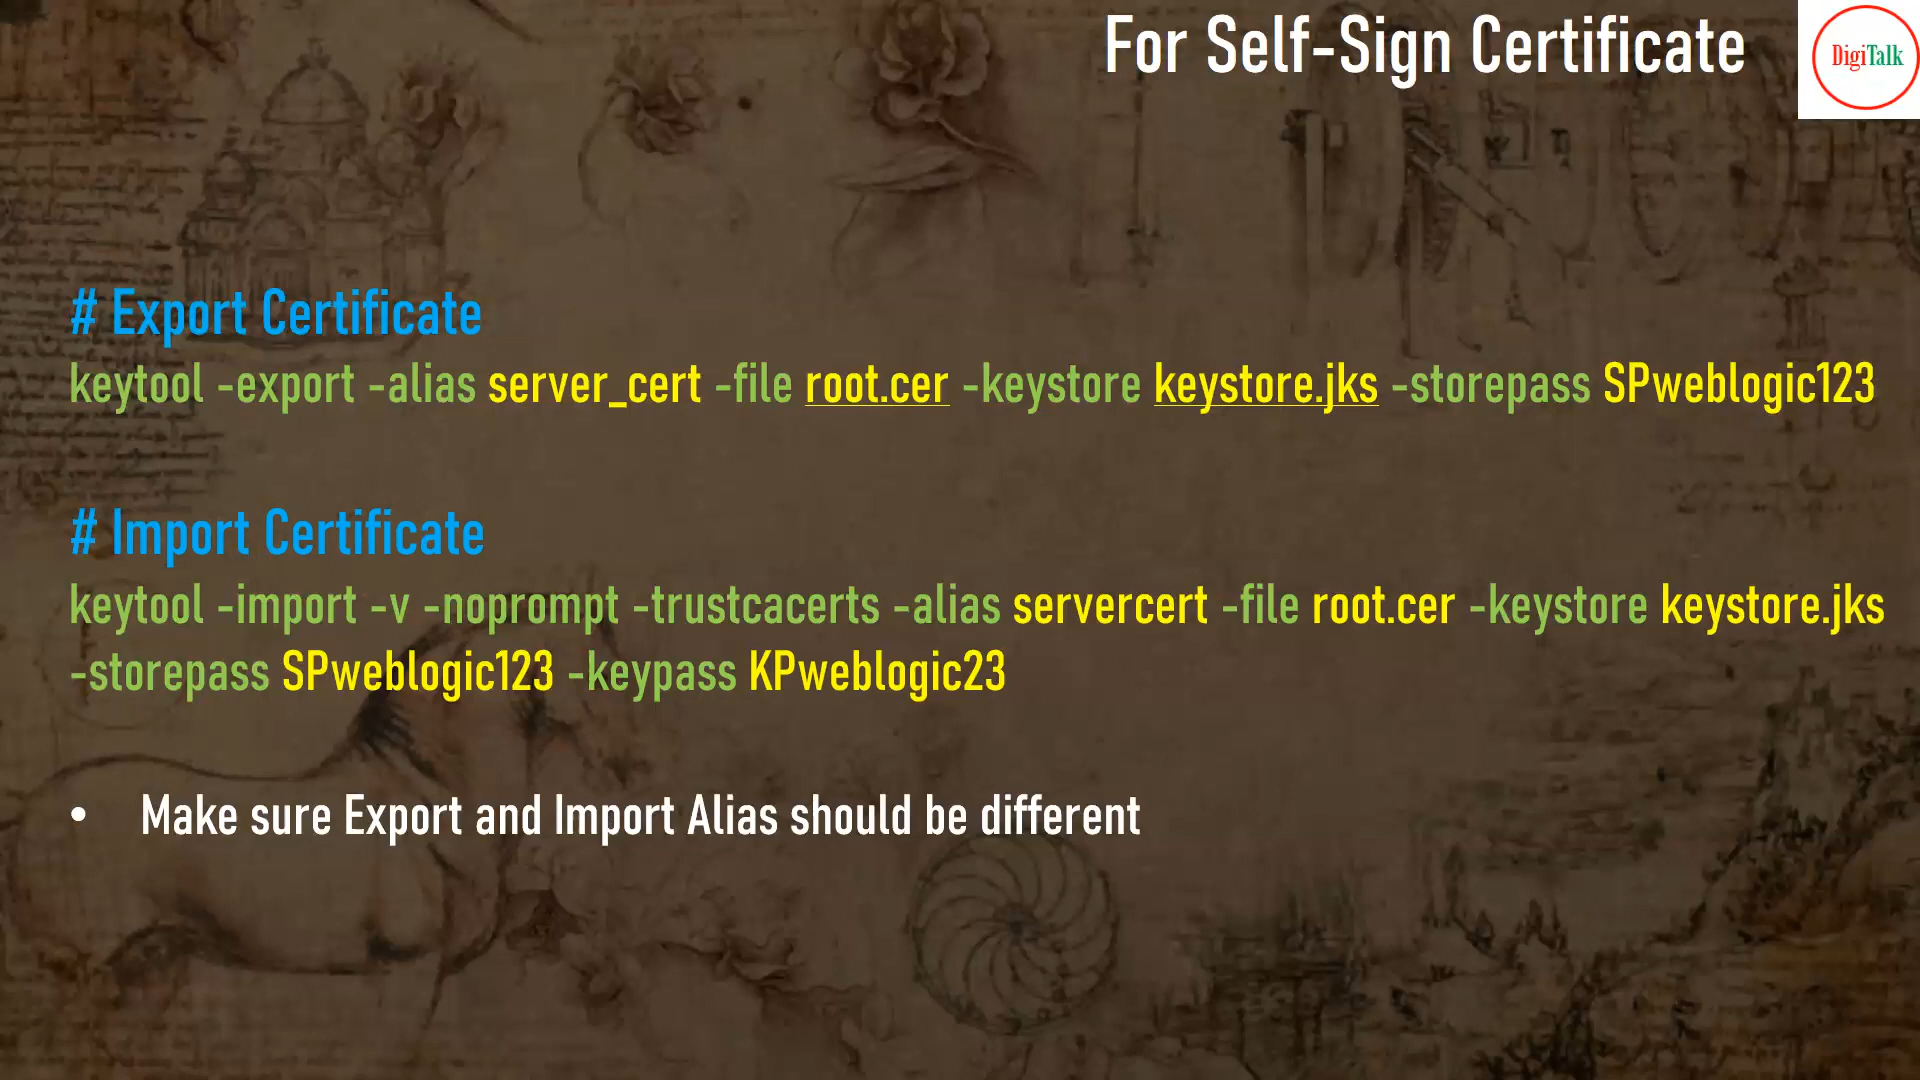 For Self-Sign Certificate
DigiTalk
# Export Certificate
keytool -export -alias server_cert -file root.cer -keystore keystore.jks -storepass SPweblogic123
# Import Certificate
keytool -import -v -noprompt -trustcacerts -alias servercert -file root.cer -keystore keystore.jks
-storepass SPweblogic123 -keypass KPweblogic23
• Make sure Export and Import Alias should be different